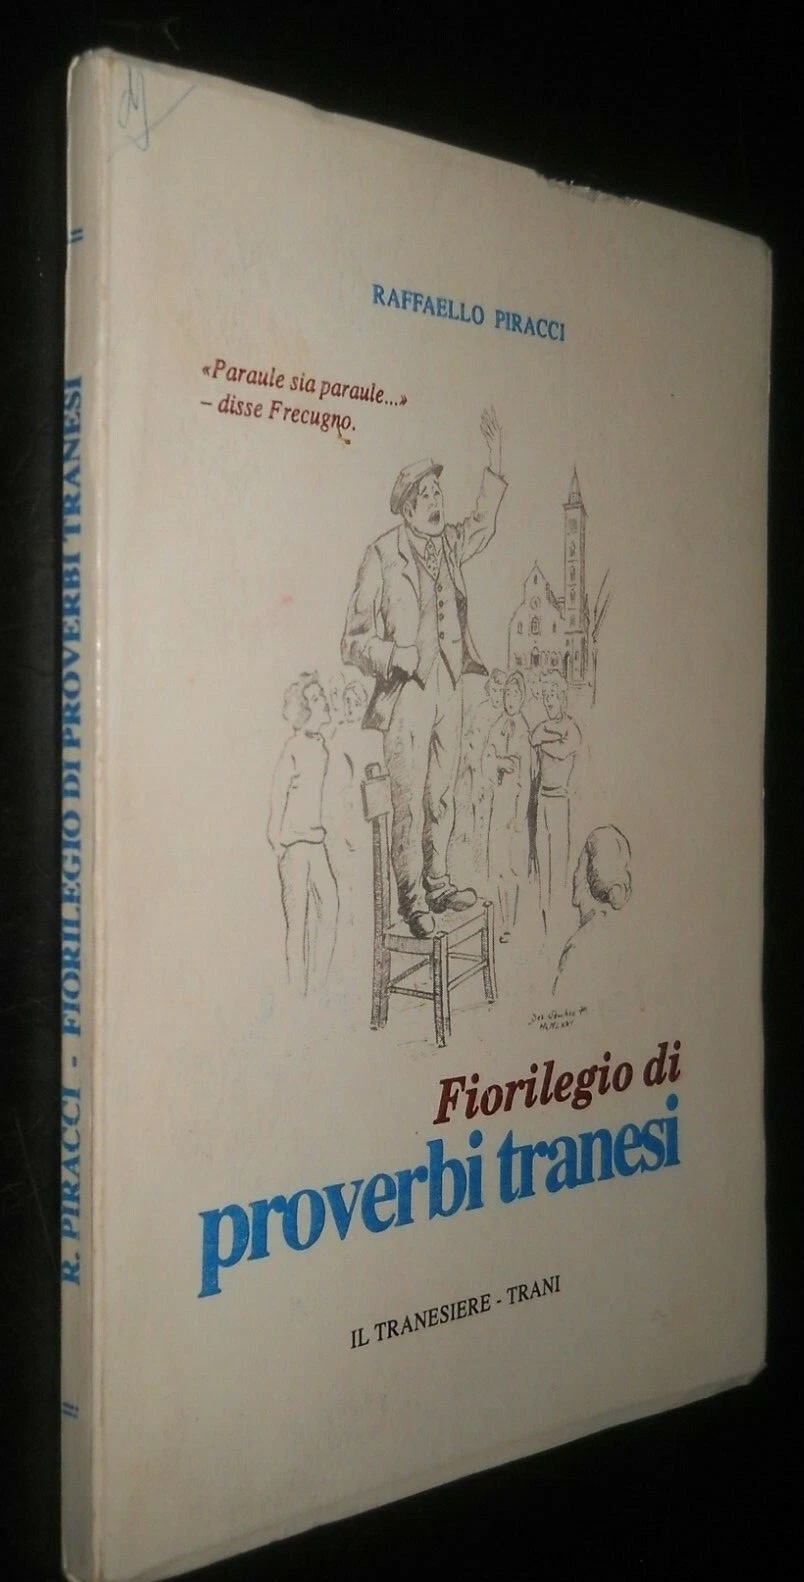 RAFFAELLO PIRACCI
«Paraule sia paraule...»
– disse Frecugno.
Fiorilegio di
proverbi tranesi
IL TRANESIERE - TRANI
R. PIRACCI - FIORILEGIO DI PROVERBI TRANESI